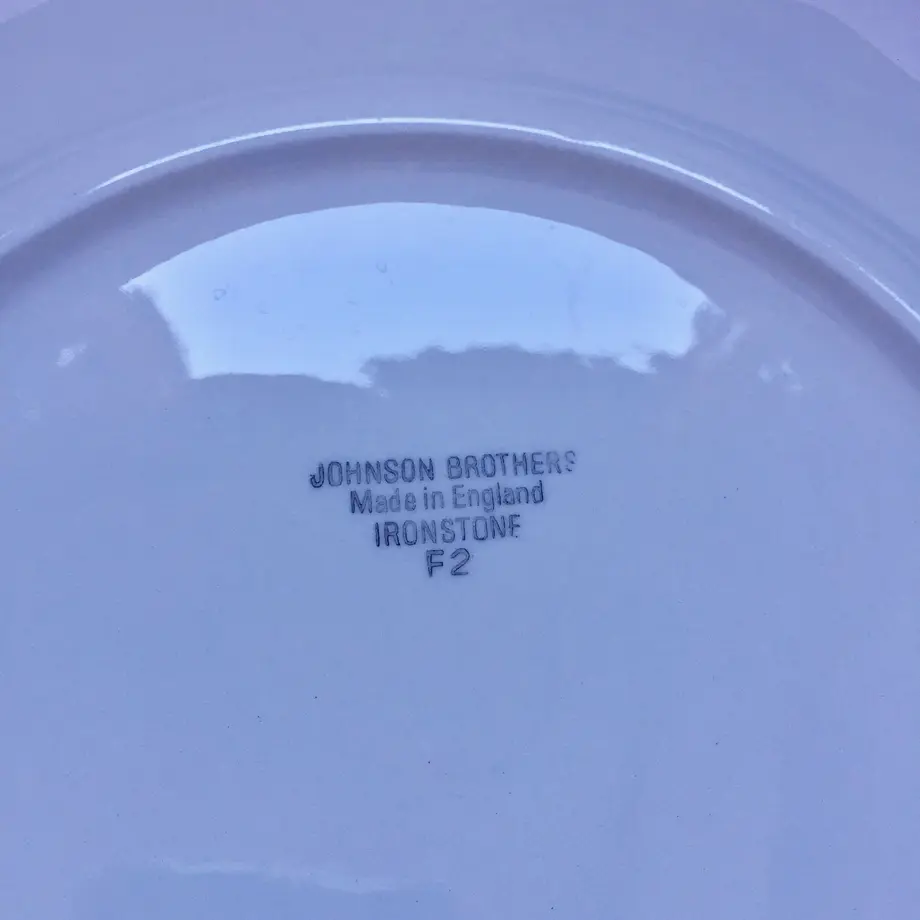 JOHNSON BROTHERS
Made in England
IRONSTONE
F2